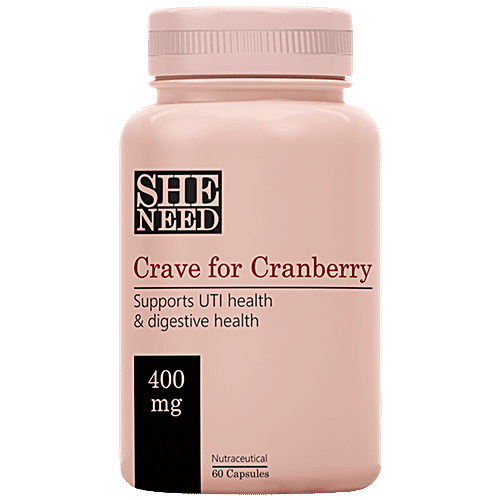 SHE
NEED
Crave for Cranberry
Supports UTI health
& digestive health
400
mg
Nutraceutical
60 Capsules